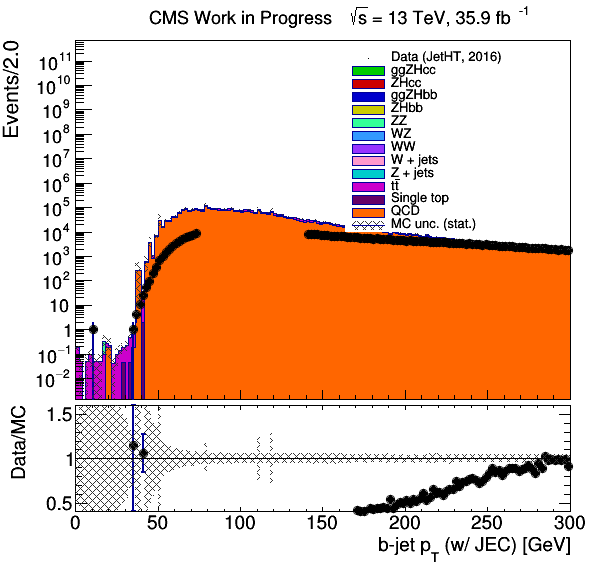 CMS Work in Progress √s = 13 TeV, 35.9 fb⁻¹
Events/2.0
Data (JetHT, 2016)
ggZHcc
ZHcc
ggZHbb
ZHbb
ZZ
WZ
WW
W + jets
Z + jets
tt̄
Single top
QCD
MC unc. (stat.)
10¹¹
10¹⁰
10⁹
10⁸
10⁷
10⁶
10⁵
10⁴
10³
10²
10
1
10⁻¹
10⁻²
Data/MC
1.5
1
0.5
0 50 100 150 200 250 300
b-jet p_T (w/ JEC) [GeV]